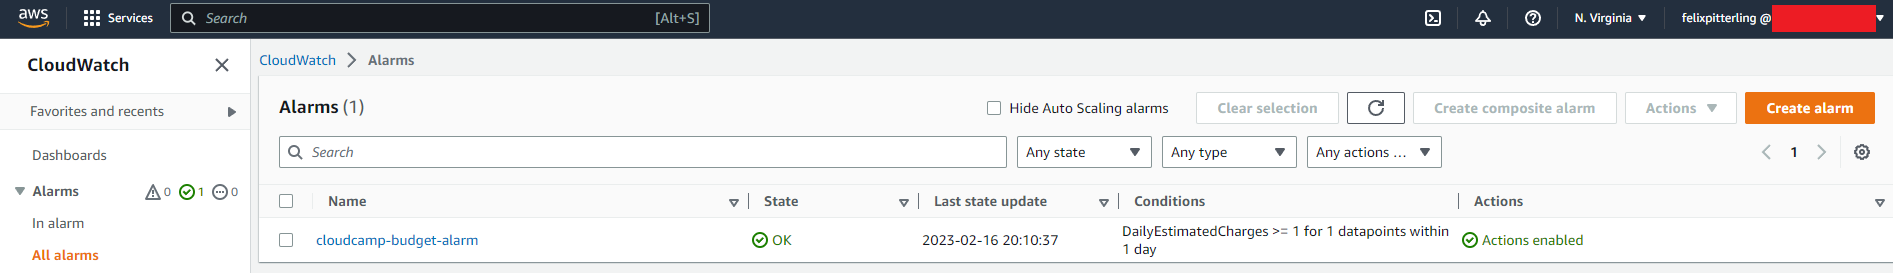 aws
Services
Search
[Alt+S]
N. Virginia
felixpitterling @
CloudWatch
Favorites and recents
Dashboards
Alarms
0
1
0
In alarm
All alarms
CloudWatch
Alarms
Alarms (1)
Hide Auto Scaling alarms
Clear selection
Create composite alarm
Actions
Create alarm
Search
Any state
Any type
Any actions ...
1
Name
State
Last state update
Conditions
Actions
cloudcamp-budget-alarm
OK
2023-02-16 20:10:37
DailyEstimatedCharges >= 1 for 1 datapoints within
1 day
Actions enabled